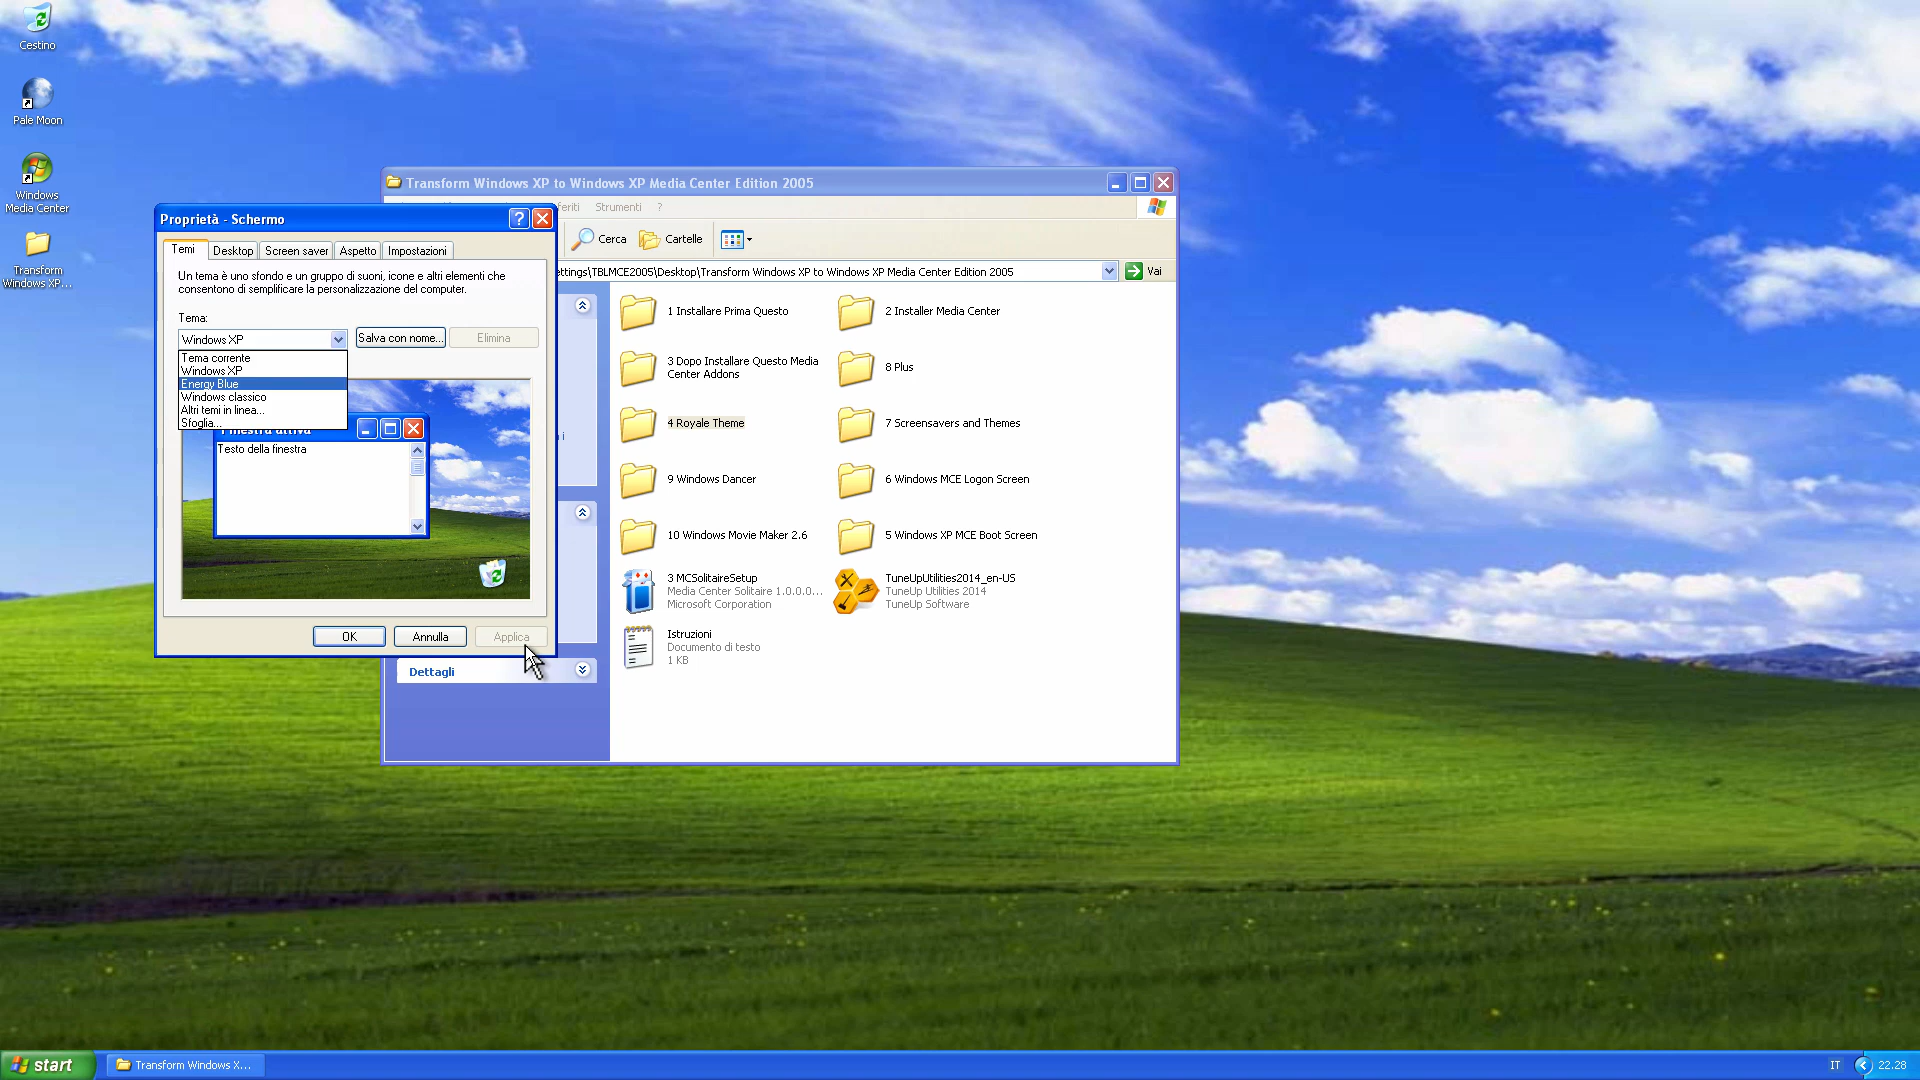 Cestino
Pale Moon
Windows
Media Center
Transform
Windows XP...
Transform Windows XP to Windows XP Media Center Edition 2005
Strumenti
?
Cerca
Cartelle
ettings\TBLMCE2005\Desktop\Transform Windows XP to Windows XP Media Center Edition 2005
Vai
Proprietà - Schermo
?
Temi
Desktop
Screen saver
Aspetto
Impostazioni
Un tema è uno sfondo e un gruppo di suoni, icone e altri elementi che
consentono di semplificare la personalizzazione del computer.
Tema:
Windows XP
Salva con nome...
Elimina
Tema corrente
Windows XP
Energy Blue
Windows classico
Altri temi in linea...
Sfoglia...
Finestra attiva
Testo della finestra
OK
Annulla
Applica
Dettagli
1 Installare Prima Questo
2 Installer Media Center
3 Dopo Installare Questo Media
Center Addons
8 Plus
4 Royale Theme
7 Screensavers and Themes
9 Windows Dancer
6 Windows MCE Logon Screen
10 Windows Movie Maker 2.6
5 Windows XP MCE Boot Screen
3 MCSolitaireSetup
Media Center Solitaire 1.0.0.0...
Microsoft Corporation
TuneUpUtilities2014_en-US
TuneUp Utilities 2014
TuneUp Software
Istruzioni
Documento di testo
1 KB
start
Transform Windows X...
IT
22.28